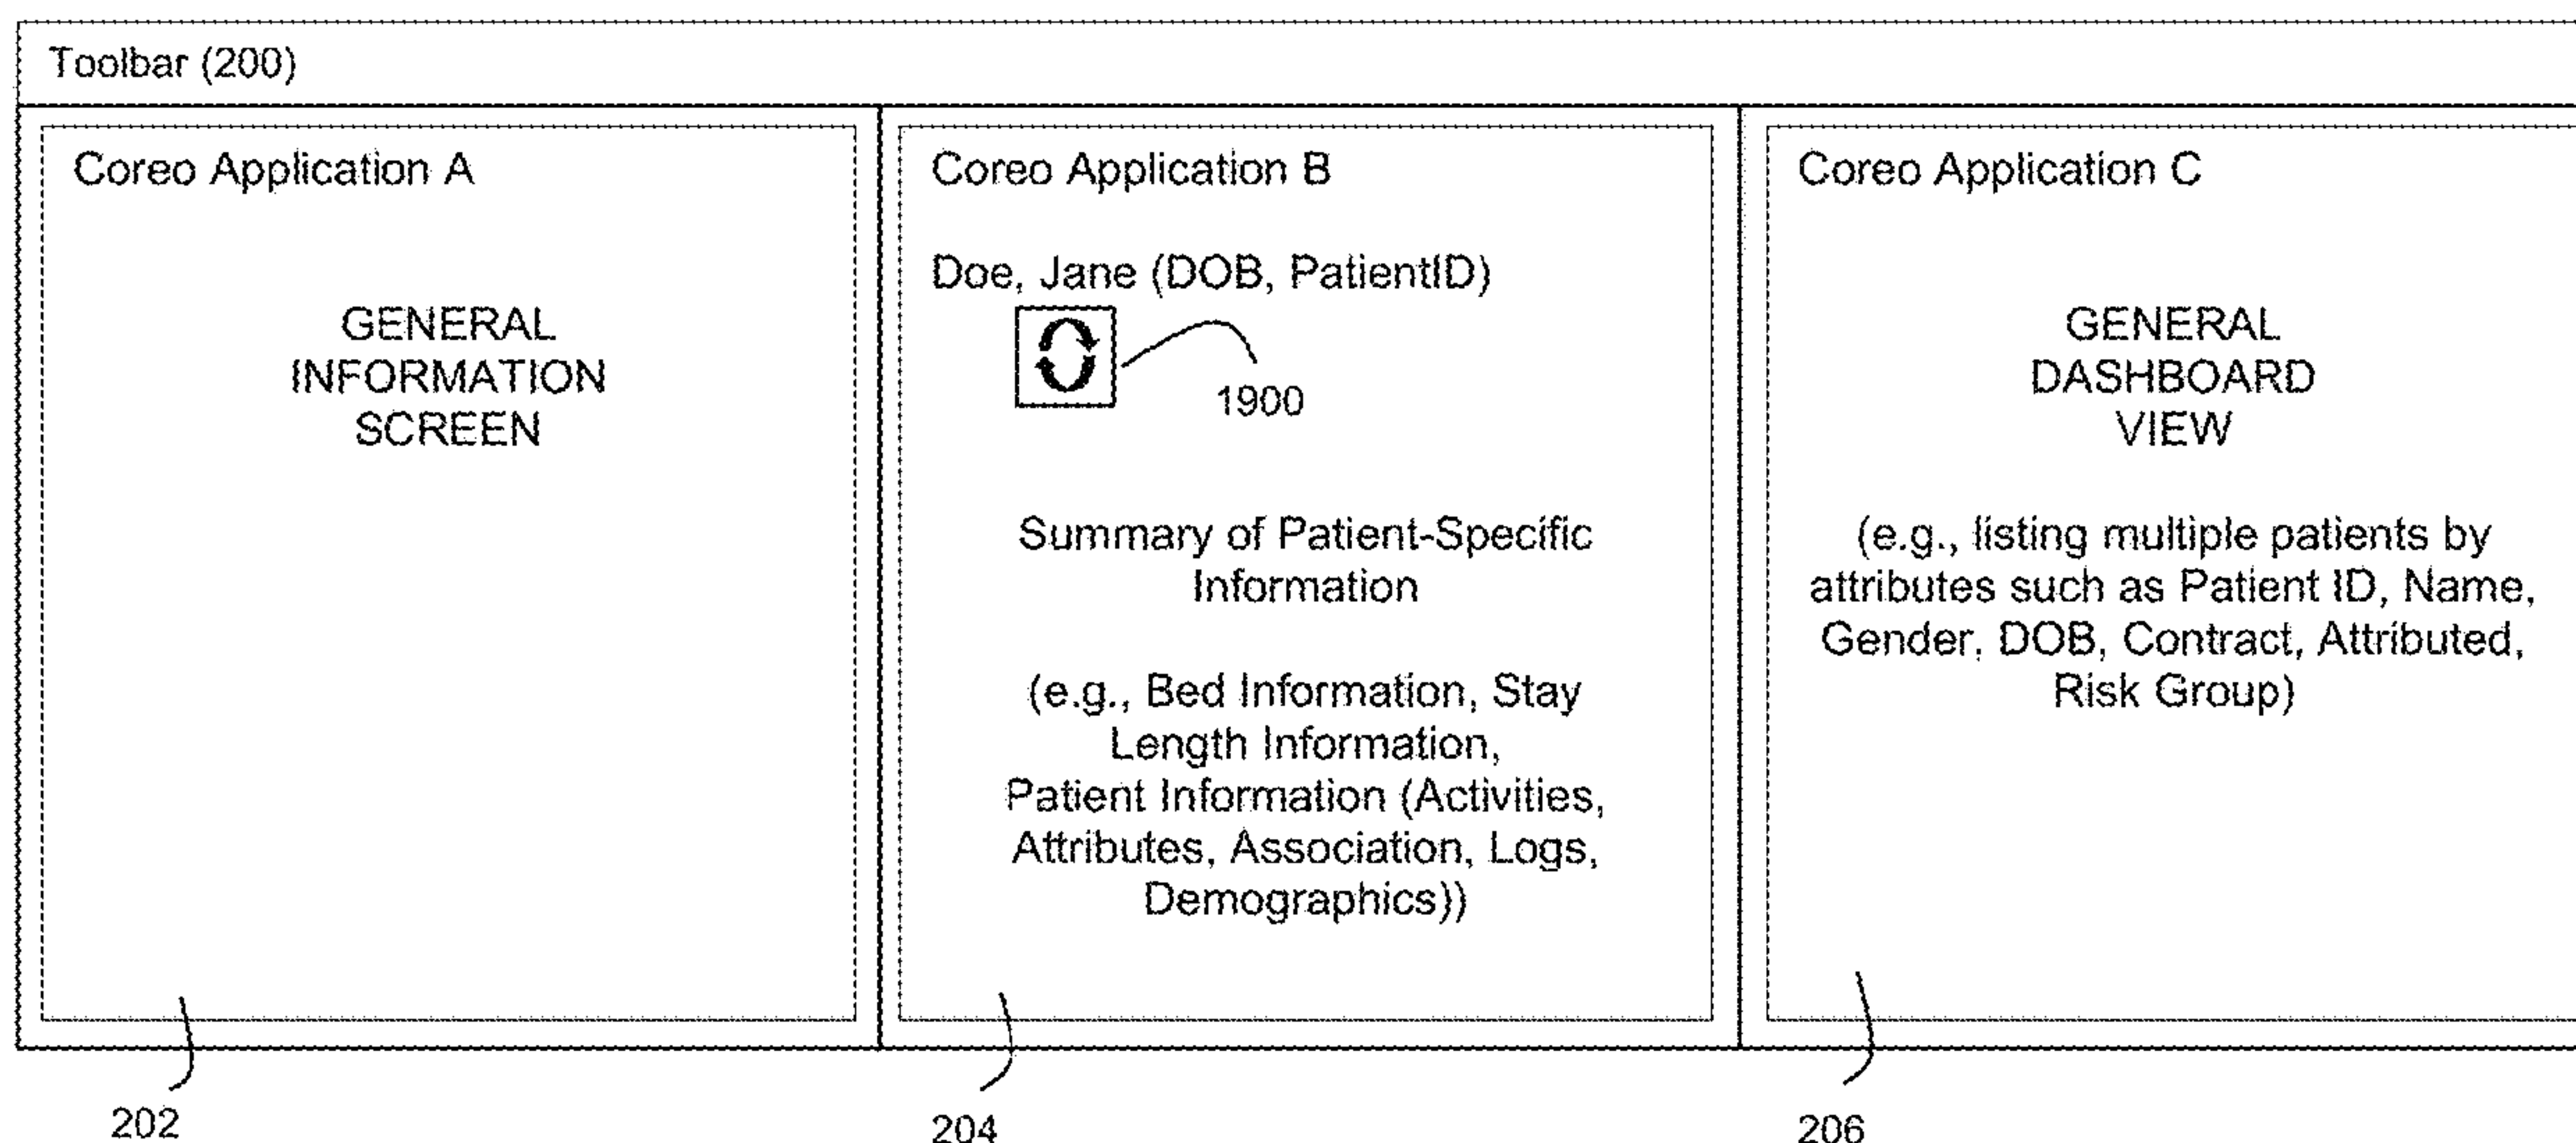 Toolbar (200)
Coreo Application A
GENERAL
INFORMATION
SCREEN
Coreo Application B
Doe, Jane (DOB, PatientID)
1900
Summary of Patient-Specific
Information
(e.g., Bed Information, Stay
Length Information,
Patient Information (Activities,
Attributes, Association, Logs,
Demographics))
Coreo Application C
GENERAL
DASHBOARD
VIEW
(e.g., listing multiple patients by
attributes such as Patient ID, Name,
Gender, DOB, Contract, Attributed,
Risk Group)
202
204
206